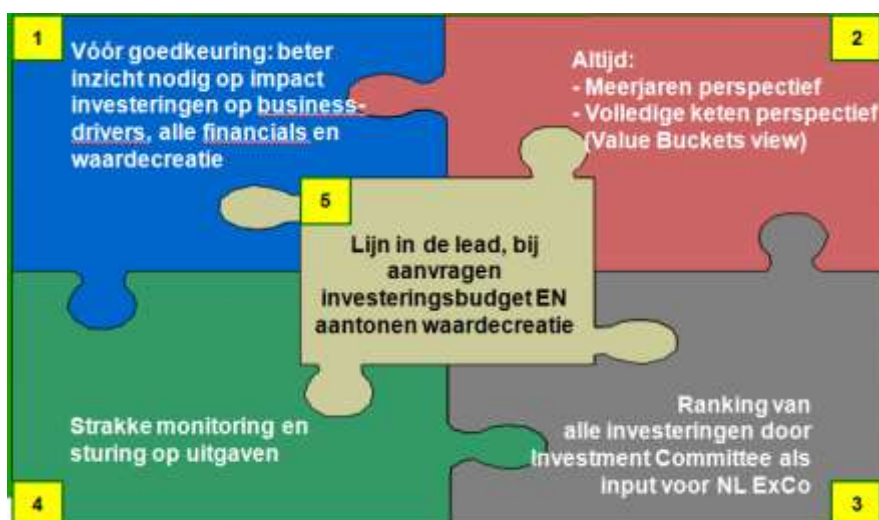 1
Vóór goedkeuring: beter
inzicht nodig op impact
investeringen op business-
drivers, alle financials en
waardecreatie
2
Altijd:
- Meerjaren perspectief
- Volledige keten perspectief
(Value Buckets view)
5
Lijn in de lead, bij
aanvragen
investeringsbudget EN
aantonen waardecreatie
Strakke monitoring en
sturing op uitgaven
4
Ranking van
alle investeringen door
Investment Committee als
input voor NL ExCo
3